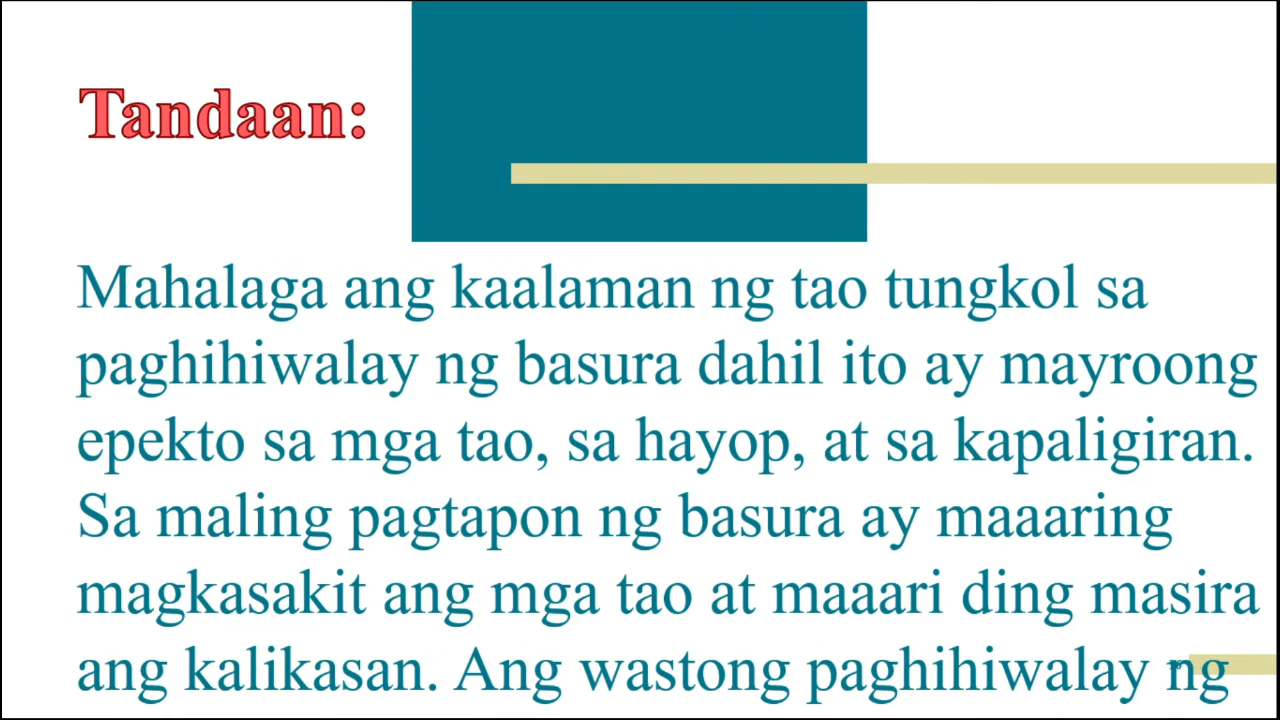 Tandaan:
Mahalaga ang kaalaman ng tao tungkol sa
paghihiwalay ng basura dahil ito ay mayroong
epekto sa mga tao, sa hayop, at sa kapaligiran.
Sa maling pagtapon ng basura ay maaaring
magkasakit ang mga tao at maaari ding masira
ang kalikasan. Ang wastong paghihiwalay ng